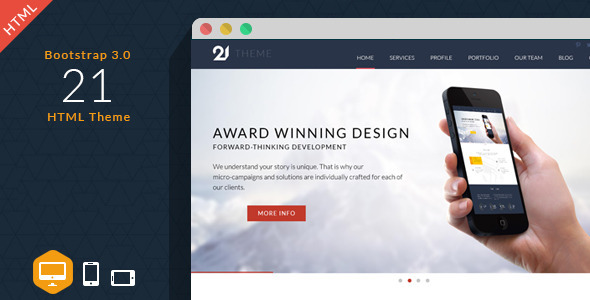 HTML
Bootstrap 3.0
21
HTML Theme
21 THEME
HOME SERVICES PROFILE PORTFOLIO OUR TEAM BLOG
AWARD WINNING DESIGN
FORWARD-THINKING DEVELOPMENT
We understand your story is unique. That is why our
micro-campaigns and solutions are individually crafted for each of
our clients.
MORE INFO